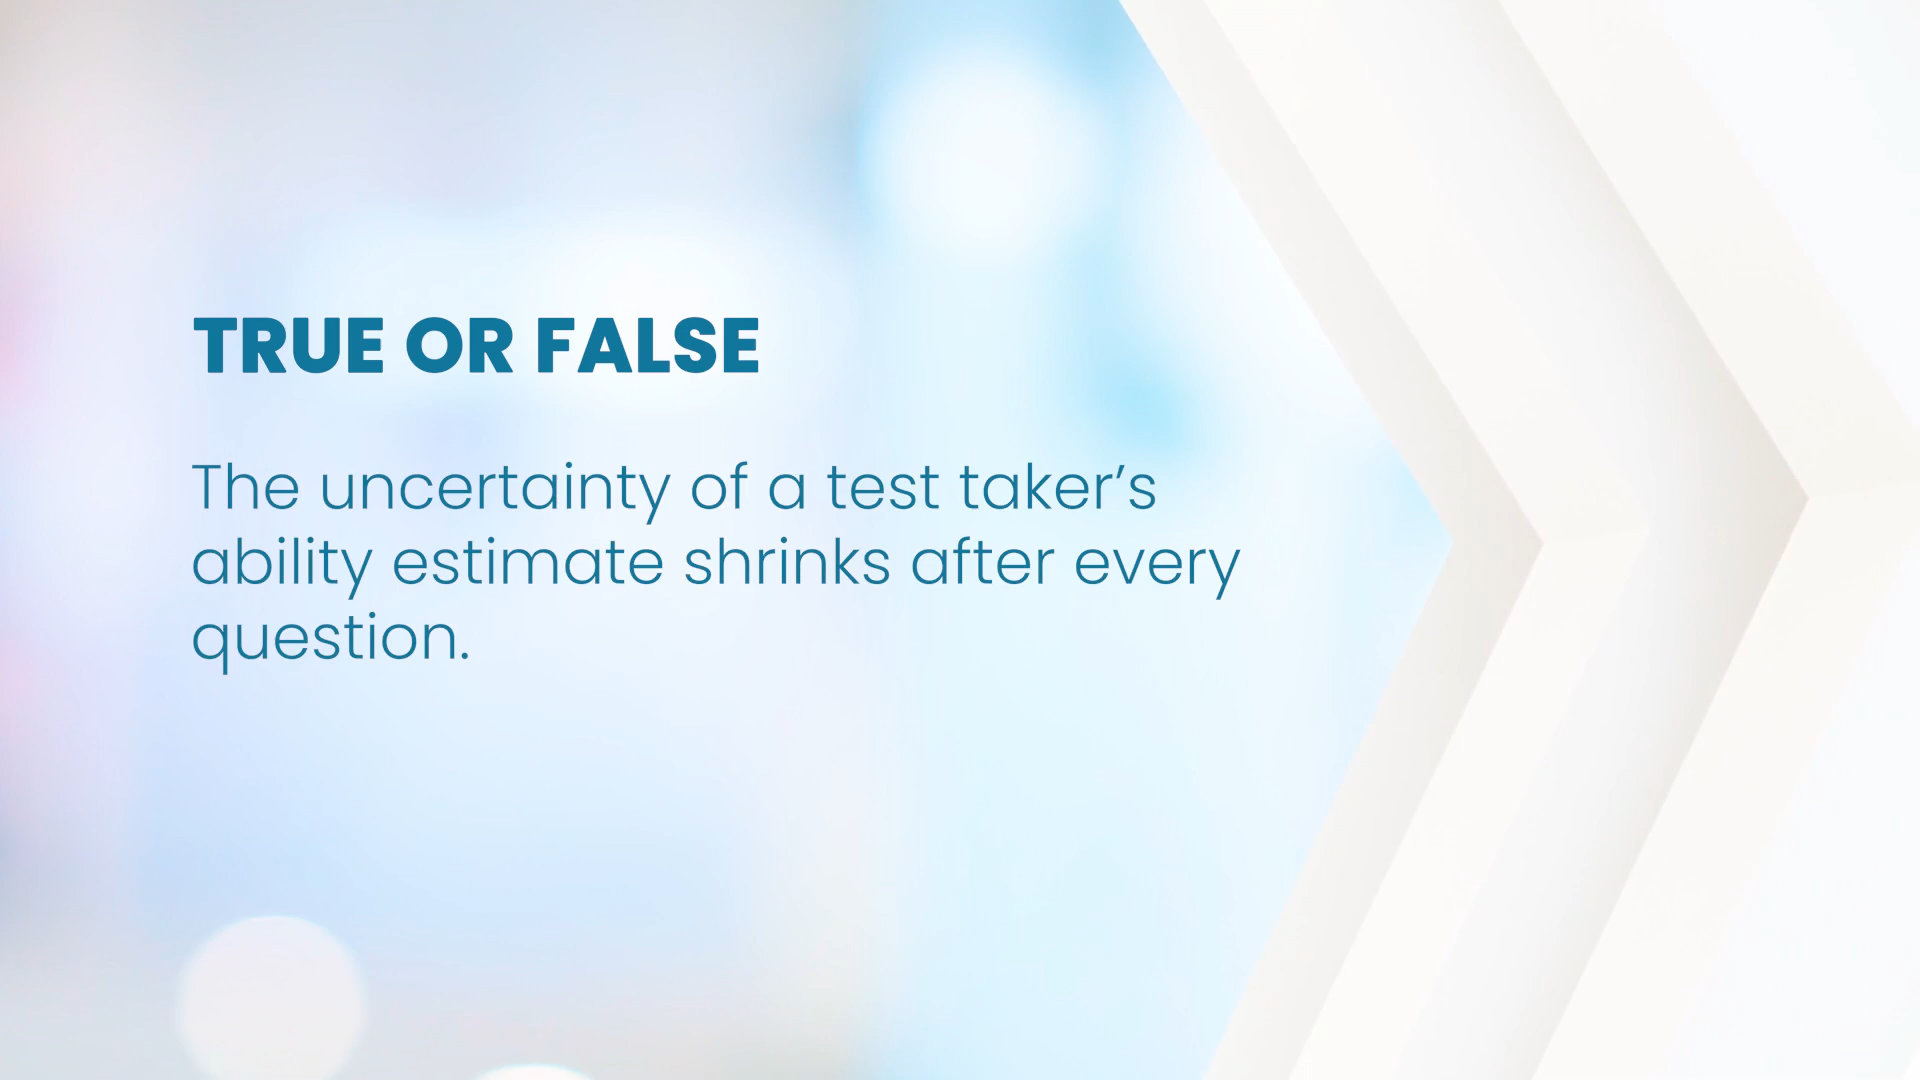 TRUE OR FALSE
The uncertainty of a test taker’s
ability estimate shrinks after every
question.